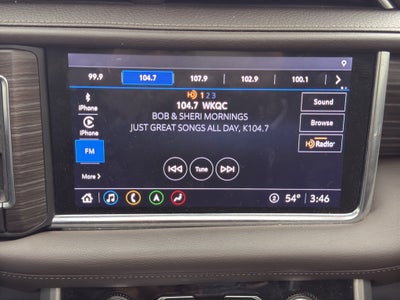 99.9 104.7 107.9 102.9 100.1
HD 1 2 3
104.7 WKQC
BOB & SHERI MORNINGS
JUST GREAT SONGS ALL DAY, K104.7
iPhone
iPhone
FM
More
Sound
Browse
HD Radio
Tune
A
54° 3:46